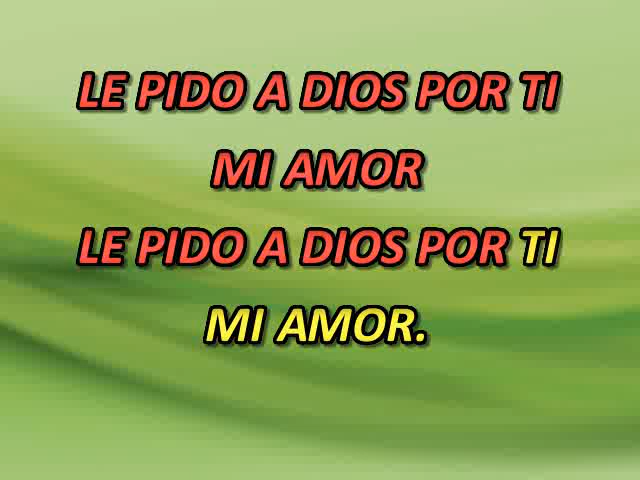 LE PIDO A DIOS POR TI
MI AMOR
LE PIDO A DIOS POR TI
MI AMOR.